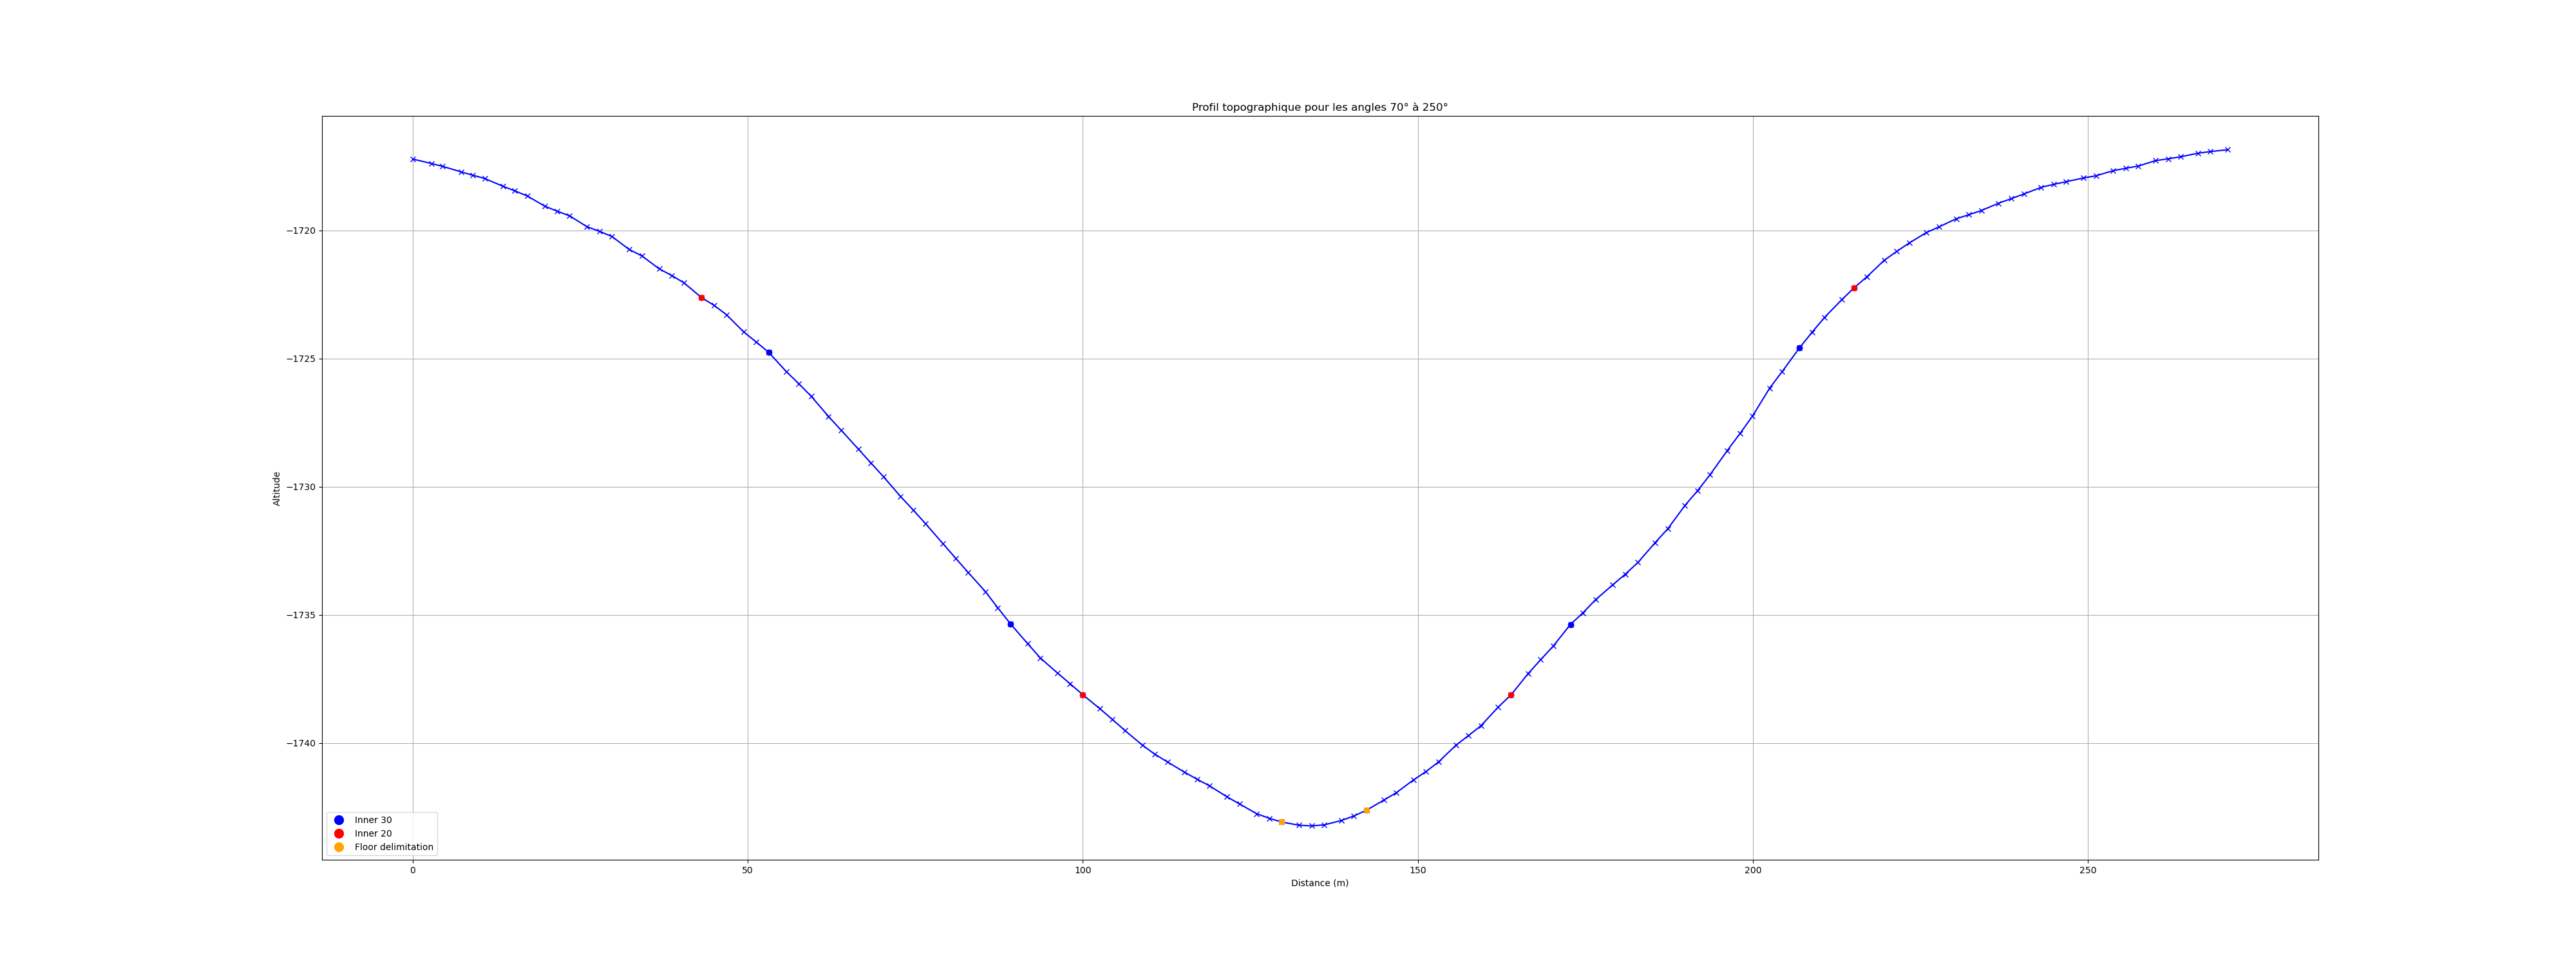 Profil topographique pour les angles 70° à 250°
Altitude
−1720
−1725
−1730
−1735
−1740
Inner 30
Inner 20
Floor delimitation
0 50 100 150 200 250
Distance (m)